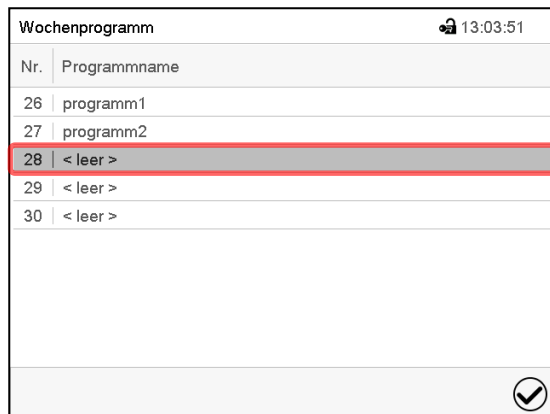 Wochenprogramm 13:03:51
Nr. Programmname
26 programm1
27 programm2
28 < leer >
29 < leer >
30 < leer >